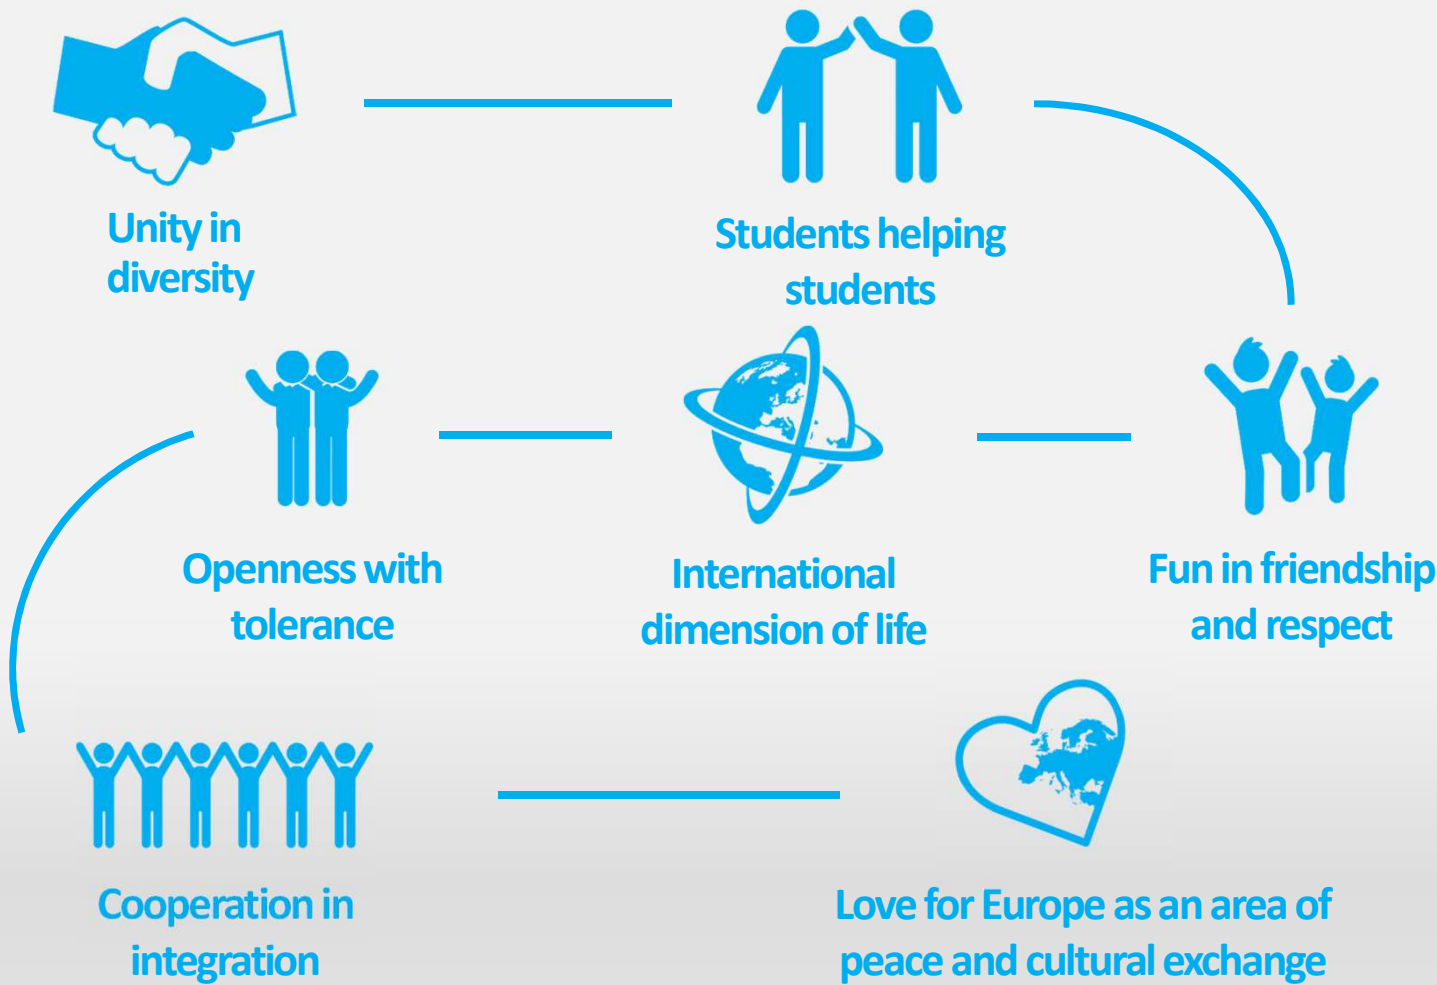 Unity in
diversity
Students helping
students
Openness with
tolerance
International
dimension of life
Fun in friendship
and respect
Cooperation in
integration
Love for Europe as an area of
peace and cultural exchange